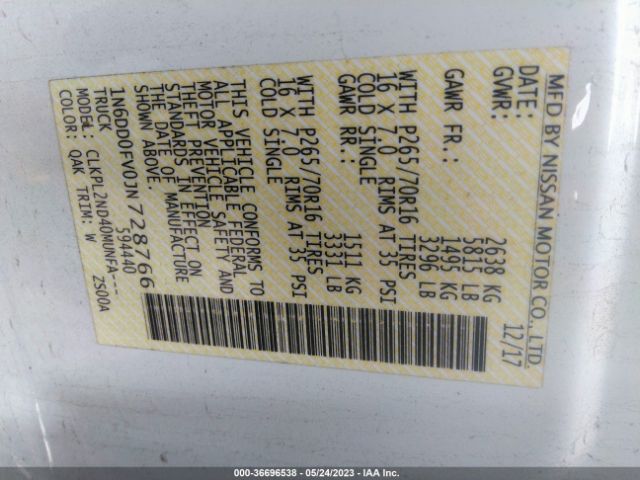 MFD BY NISSAN MOTOR CO., LTD.
DATE: 12/17
GVWR: 2638 KG
5815 LB
GAWR FR: 1495 KG
3296 LB
WITH P265/70R16 TIRES
16 X 7.0 RIMS AT 35 PSI
COLD SINGLE
GAWR RR.: 1511 KG
3331 LB
WITH P265/70R16 TIRES
16 X 7.0 RIMS AT 35 PSI
COLD SINGLE
THIS VEHICLE CONFORMS TO
ALL APPLICABLE FEDERAL
MOTOR VEHICLE SAFETY AND
THEFT PREVENTION
STANDARDS IN EFFECT ON
THE DATE OF MANUFACTURE
SHOWN ABOVE.
1N6DD0EV0JN728766
TRUCK 594440
MODEL: CLKPL2ND40MUNFA---
COLOR: QAK TRIM: W ZS00A
000-36696538 - 05/24/2023 - IAA Inc.